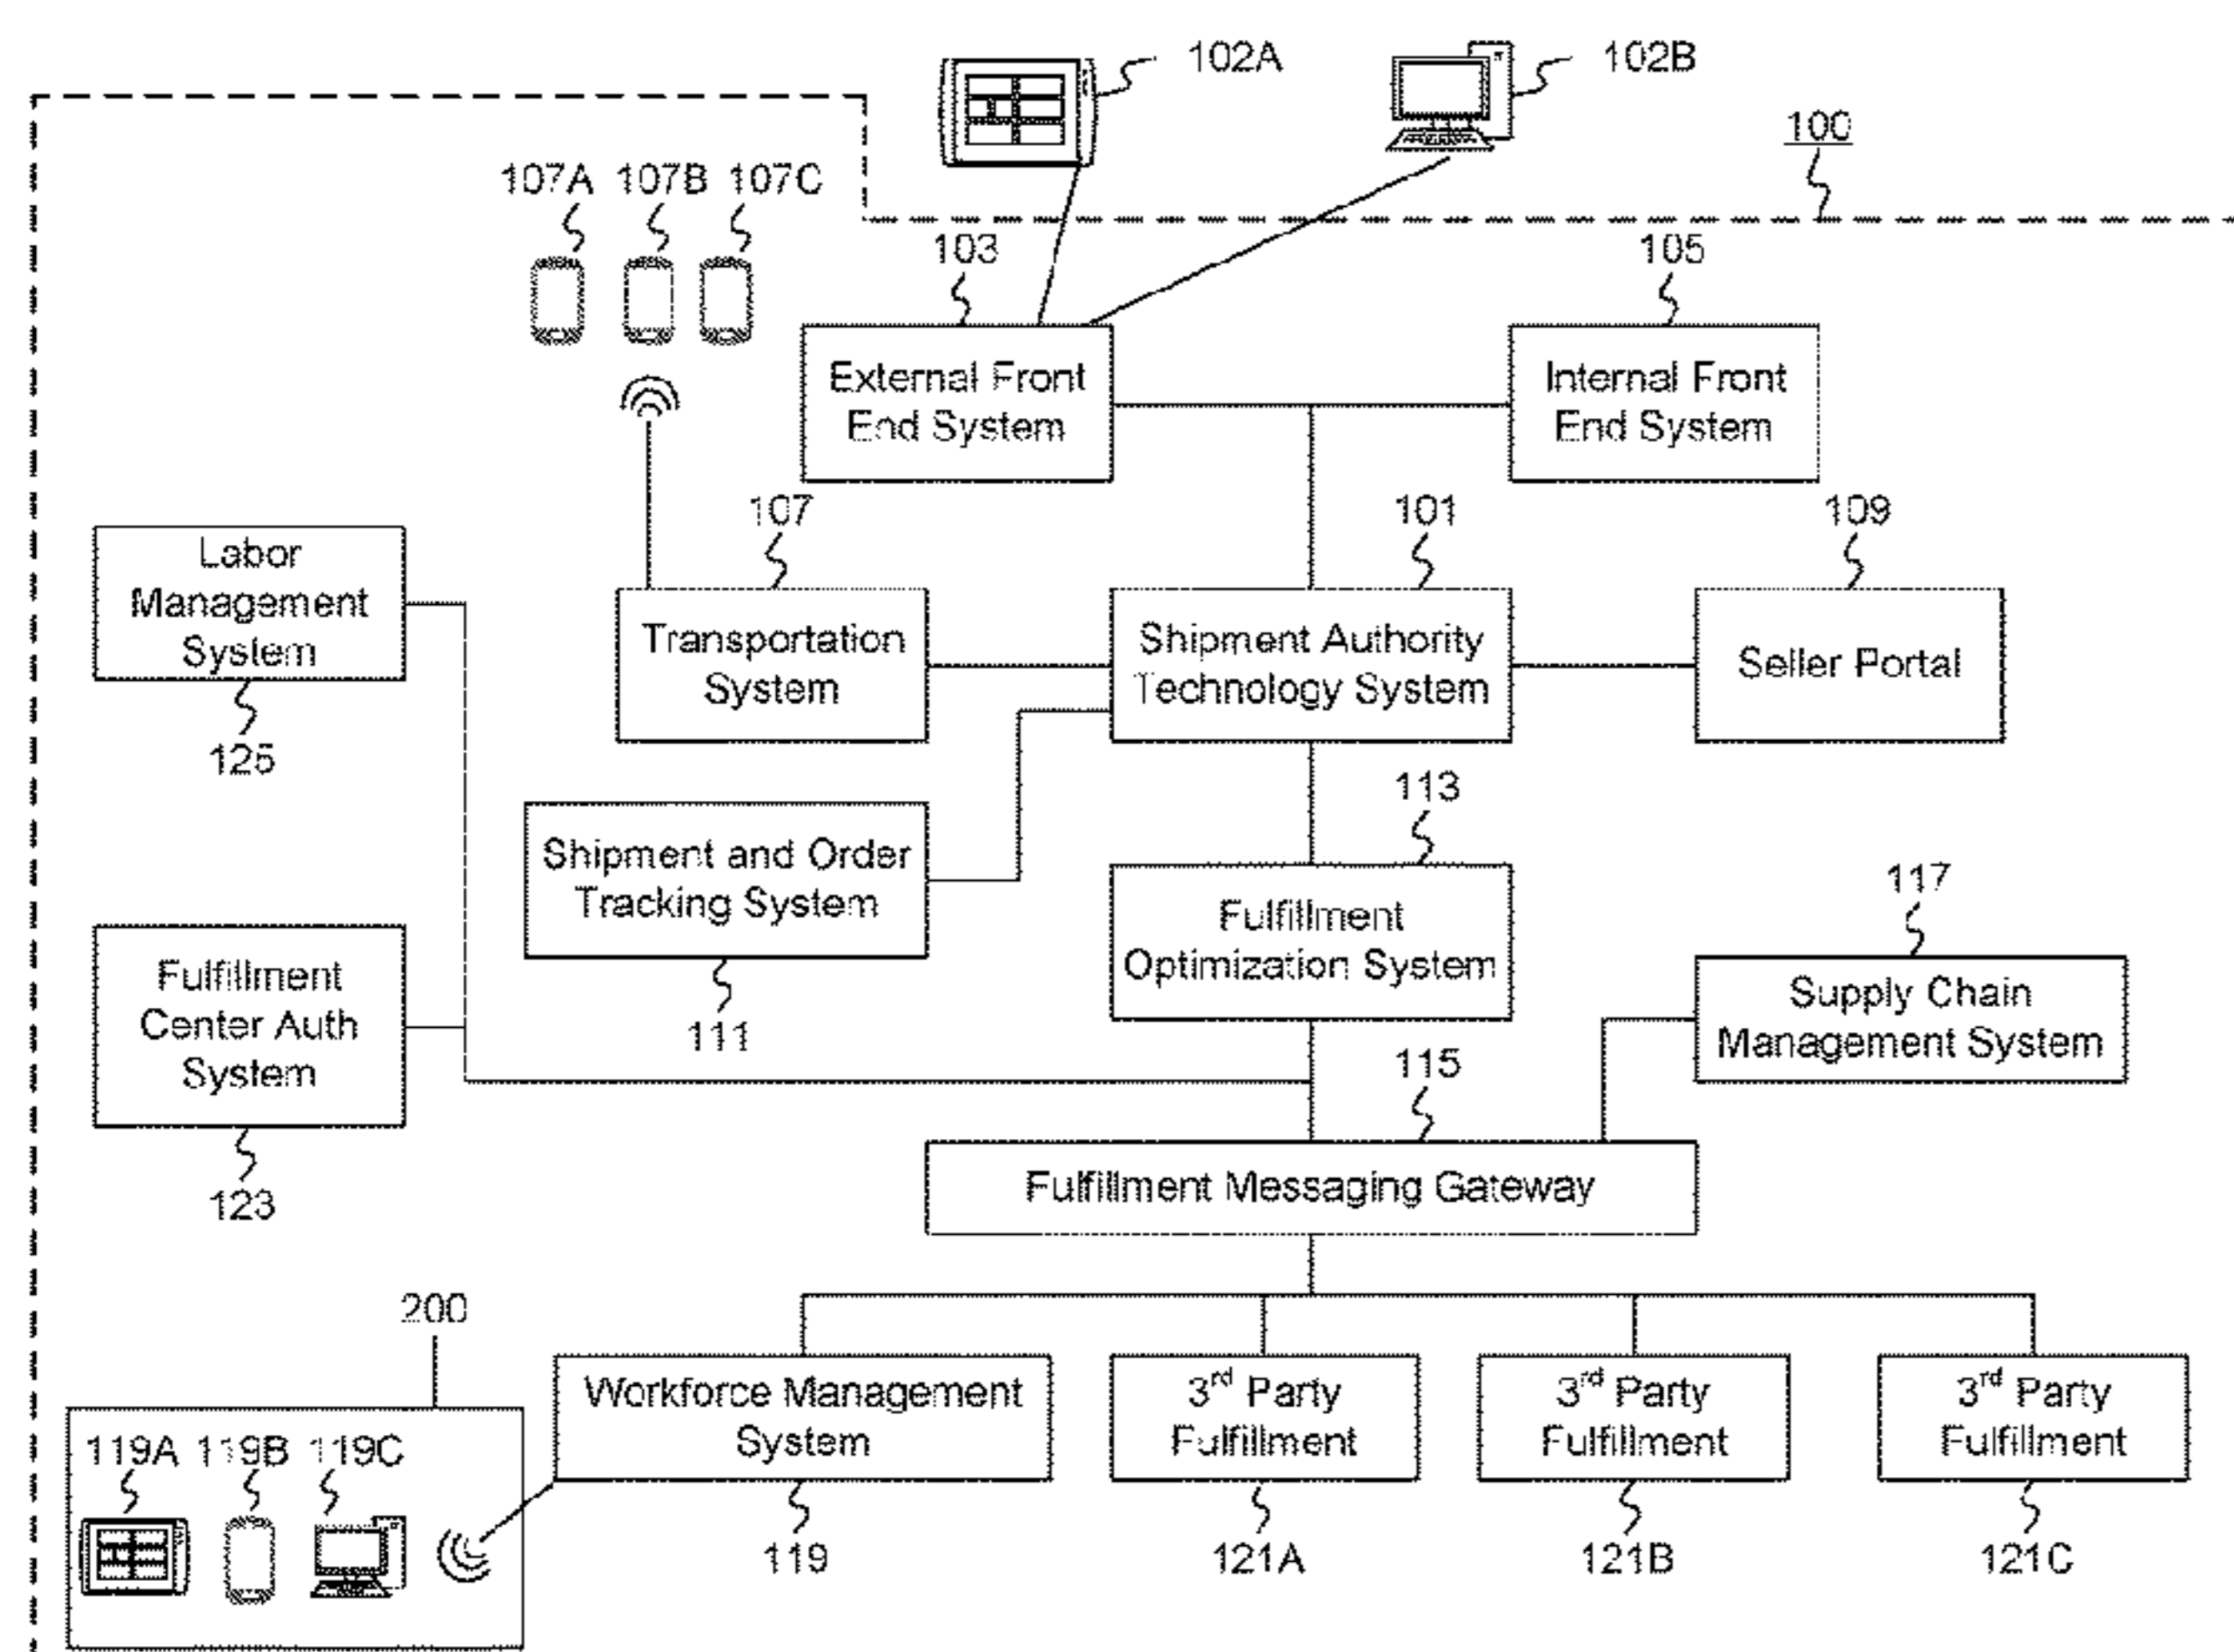 102A
102B
100
107A 107B 107C
103
105
External Front
End System
Internal Front
End System
107
101
109
Labor
Management
System
125
Transportation
System
Shipment Authority
Technology System
Seller Portal
113
Shipment and Order
Tracking System
111
Fulfillment
Optimization System
117
Fulfillment
Center Auth
System
123
Supply Chain
Management System
115
Fulfillment Messaging Gateway
200
Workforce Management
System
119
3rd Party
Fulfillment
121A
3rd Party
Fulfillment
121B
3rd Party
Fulfillment
121C
119A 119B 119C